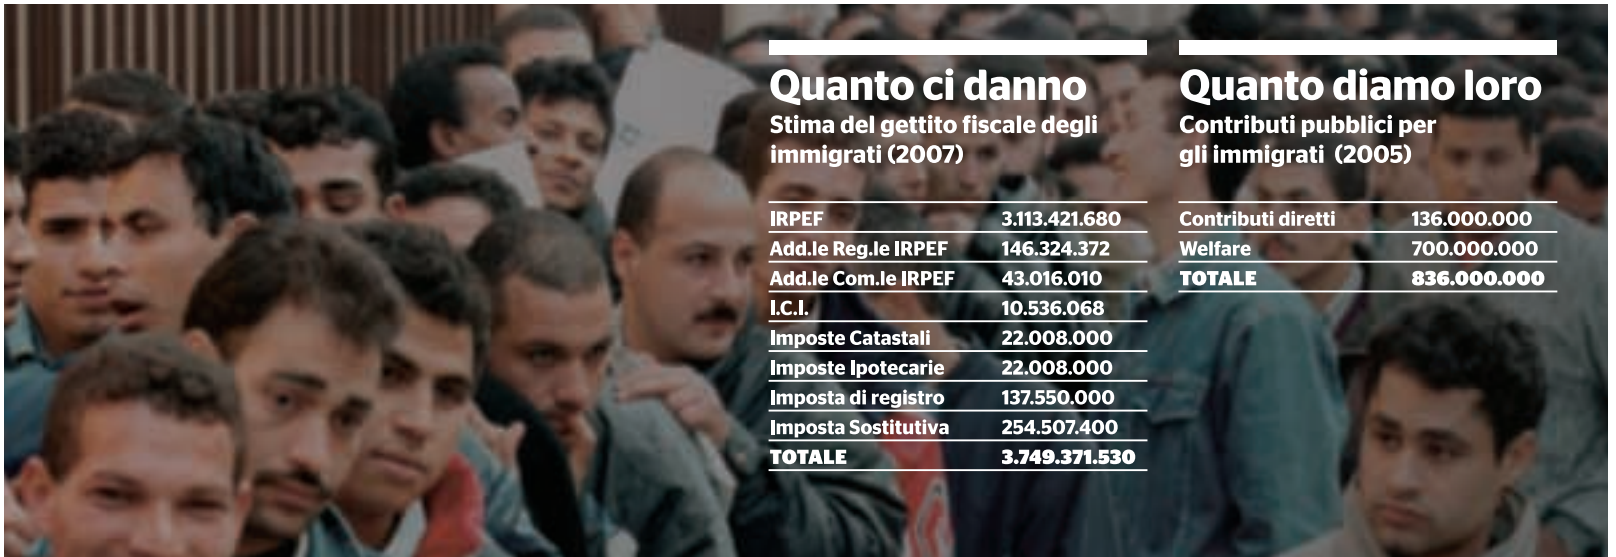 Quanto ci danno
Stima del gettito fiscale degli
immigrati (2007)
IRPEF 3.113.421.680
Add.le Reg.le IRPEF 146.324.372
Add.le Com.le IRPEF 43.016.010
I.C.I. 10.536.068
Imposte Catastali 22.008.000
Imposte Ipotecarie 22.008.000
Imposta di registro 137.550.000
Imposta Sostitutiva 254.507.400
TOTALE 3.749.371.530
Quanto diamo loro
Contributi pubblici per
gli immigrati (2005)
Contributi diretti 136.000.000
Welfare 700.000.000
TOTALE 836.000.000